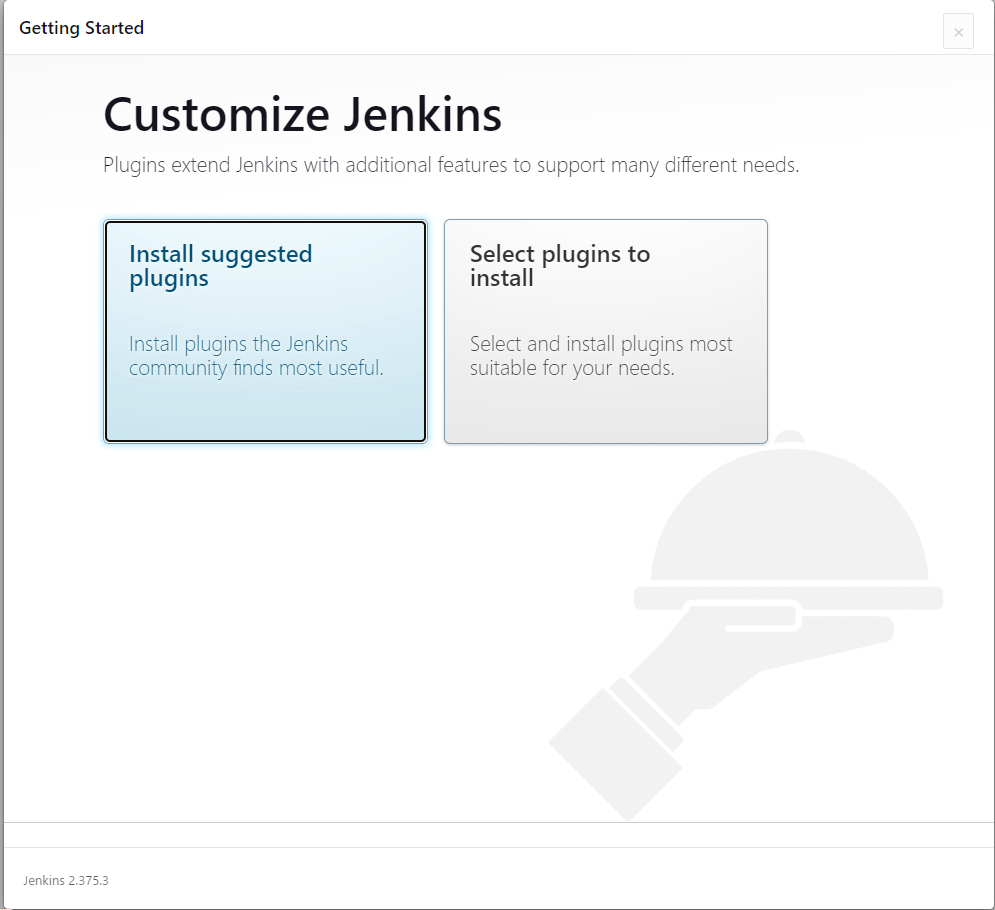 Getting Started
×
Customize Jenkins
Plugins extend Jenkins with additional features to support many different needs.
Install suggested
plugins
Install plugins the Jenkins
community finds most useful.
Select plugins to
install
Select and install plugins most
suitable for your needs.
Jenkins 2.375.3